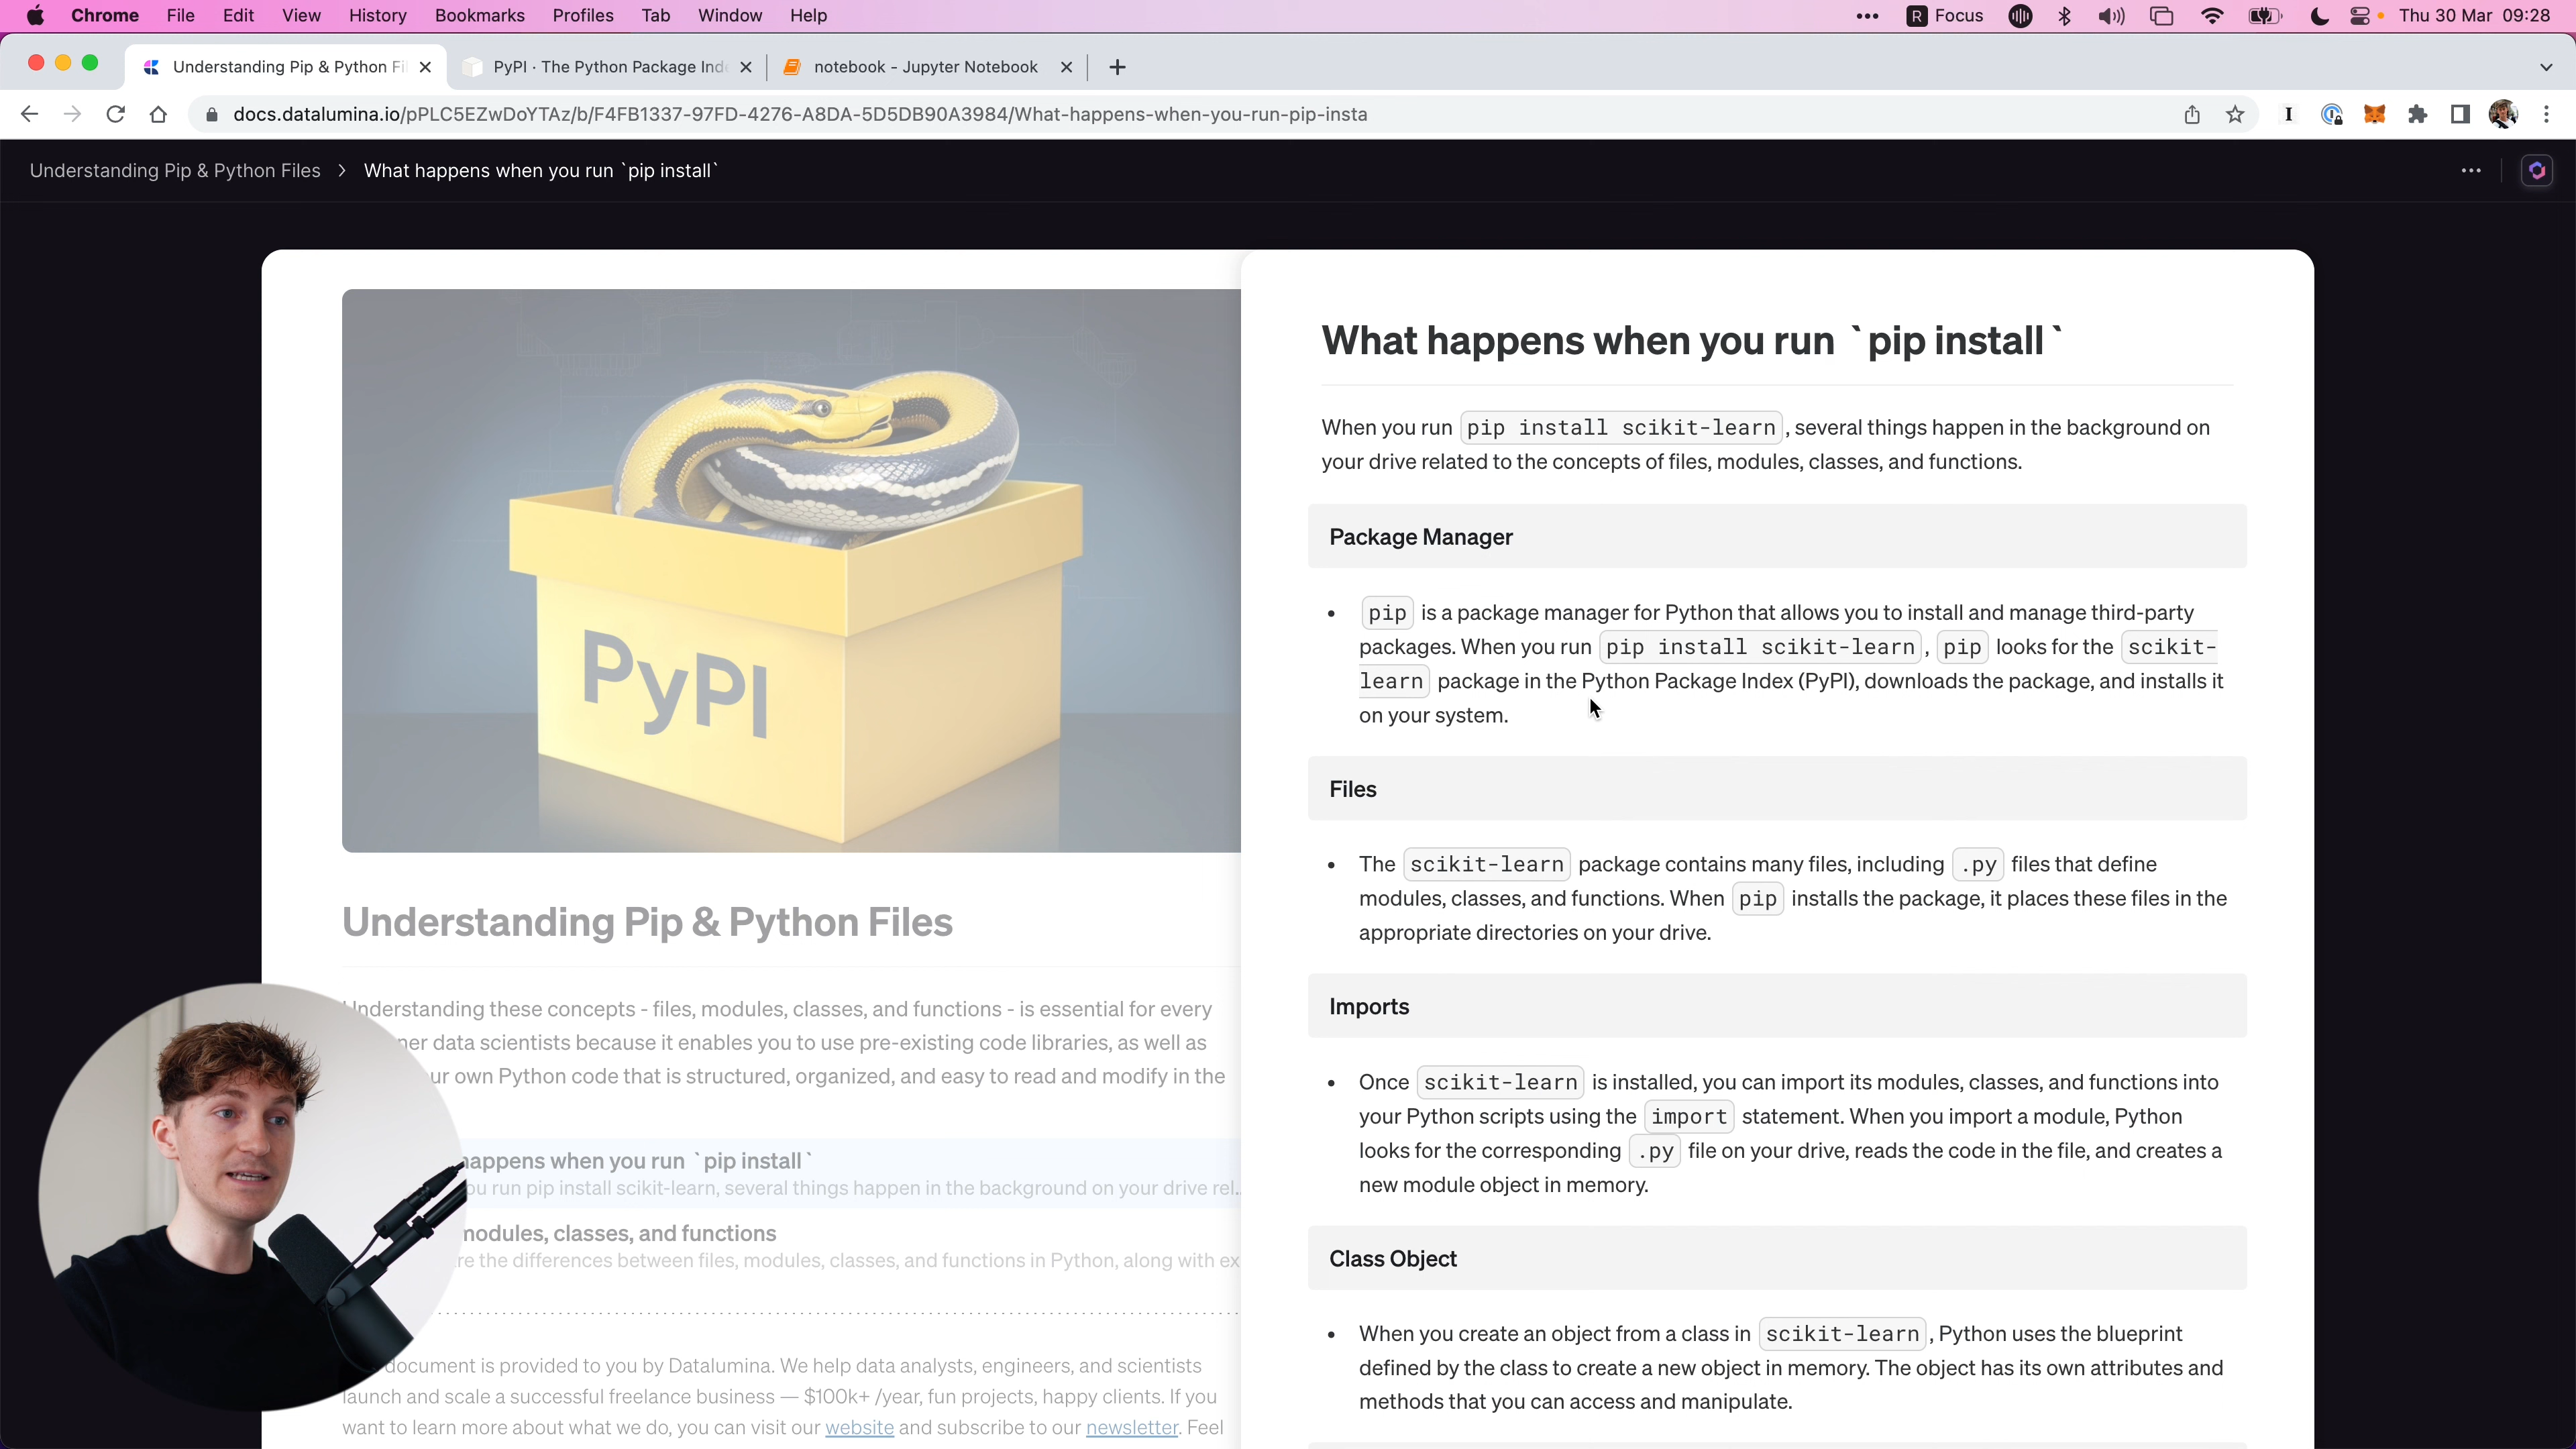 Chrome File Edit View History Bookmarks Profiles Tab Window Help
R Focus Thu 30 Mar 09:28
Understanding Pip & Python Fi
PyPI · The Python Package Ind
notebook - Jupyter Notebook
docs.datalumina.io/pPLC5EZwDoYTAz/b/F4FB1337-97FD-4276-A8DA-5D5DB90A3984/What-happens-when-you-run-pip-insta
Understanding Pip & Python Files > What happens when you run `pip install`
PyPI
Understanding Pip & Python Files
Understanding these concepts - files, modules, classes, and functions - is essential for every
ner data scientists because it enables you to use pre-existing code libraries, as well as
ur own Python code that is structured, organized, and easy to read and modify in the
happens when you run `pip install`
ou run pip install scikit-learn, several things happen in the background on your drive rel..
modules, classes, and functions
re the differences between files, modules, classes, and functions in Python, along with ex
document is provided to you by Datalumina. We help data analysts, engineers, and scientists
launch and scale a successful freelance business — $100k+ /year, fun projects, happy clients. If you
want to learn more about what we do, you can visit our website and subscribe to our newsletter. Feel
What happens when you run `pip install`
When you run pip install scikit-learn, several things happen in the background on
your drive related to the concepts of files, modules, classes, and functions.
Package Manager
• pip is a package manager for Python that allows you to install and manage third-party
packages. When you run pip install scikit-learn, pip looks for the scikit-
learn package in the Python Package Index (PyPI), downloads the package, and installs it
on your system.
Files
• The scikit-learn package contains many files, including .py files that define
modules, classes, and functions. When pip installs the package, it places these files in the
appropriate directories on your drive.
Imports
• Once scikit-learn is installed, you can import its modules, classes, and functions into
your Python scripts using the import statement. When you import a module, Python
looks for the corresponding .py file on your drive, reads the code in the file, and creates a
new module object in memory.
Class Object
• When you create an object from a class in scikit-learn, Python uses the blueprint
defined by the class to create a new object in memory. The object has its own attributes and
methods that you can access and manipulate.